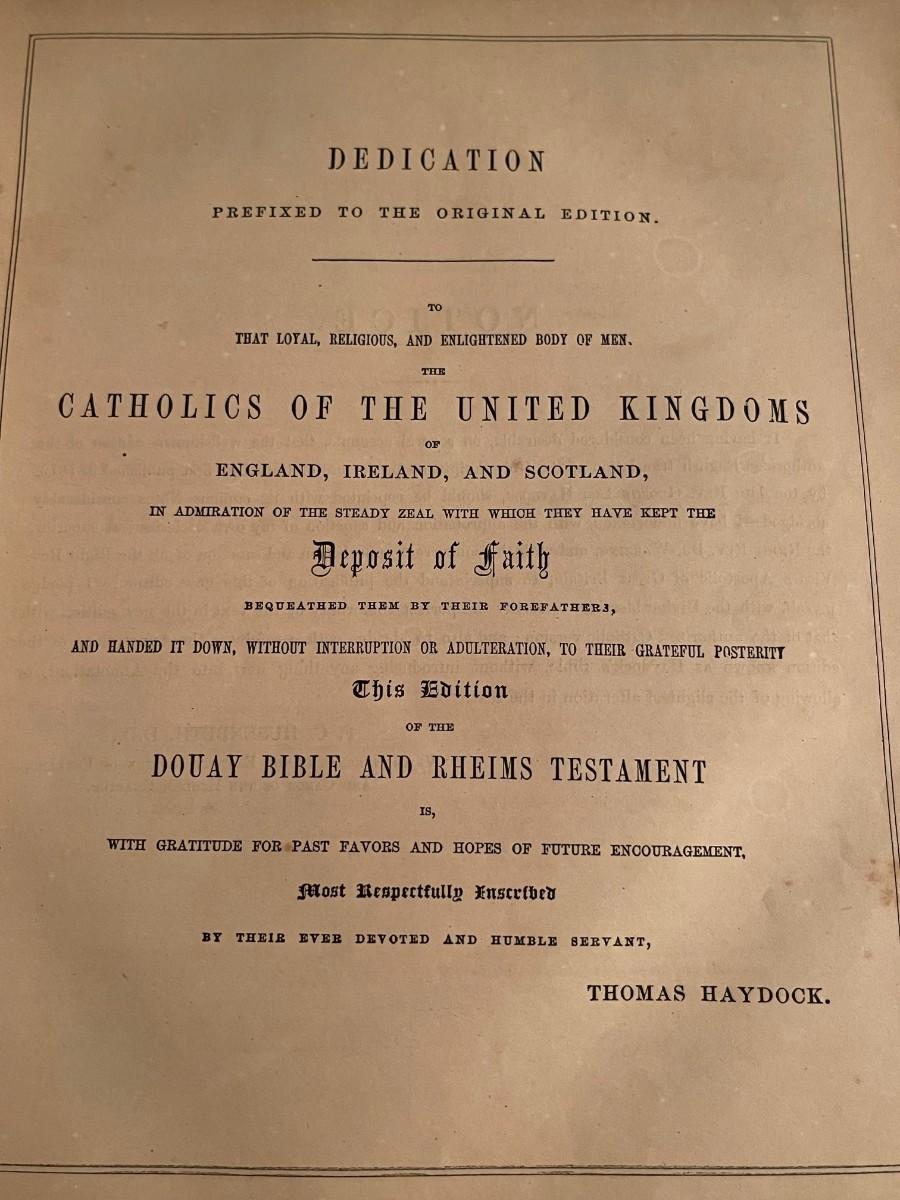 DEDICATION
PREFIXED TO THE ORIGINAL EDITION.
TO
THAT LOYAL, RELIGIOUS, AND ENLIGHTENED BODY OF MEN,
THE
CATHOLICS OF THE UNITED KINGDOMS
OF
ENGLAND, IRELAND, AND SCOTLAND,
IN ADMIRATION OF THE STEADY ZEAL WITH WHICH THEY HAVE KEPT THE
Deposit of Faith
BEQUEATHED THEM BY THEIR FOREFATHERS,
AND HANDED IT DOWN, WITHOUT INTERRUPTION OR ADULTERATION, TO THEIR GRATEFUL POSTERITY
This Edition
OF THE
DOUAY BIBLE AND RHEIMS TESTAMENT
IS,
WITH GRATITUDE FOR PAST FAVORS AND HOPES OF FUTURE ENCOURAGEMENT,
Most Respectfully Inscribed
BY THEIR EVER DEVOTED AND HUMBLE SERVANT,
THOMAS HAYDOCK.